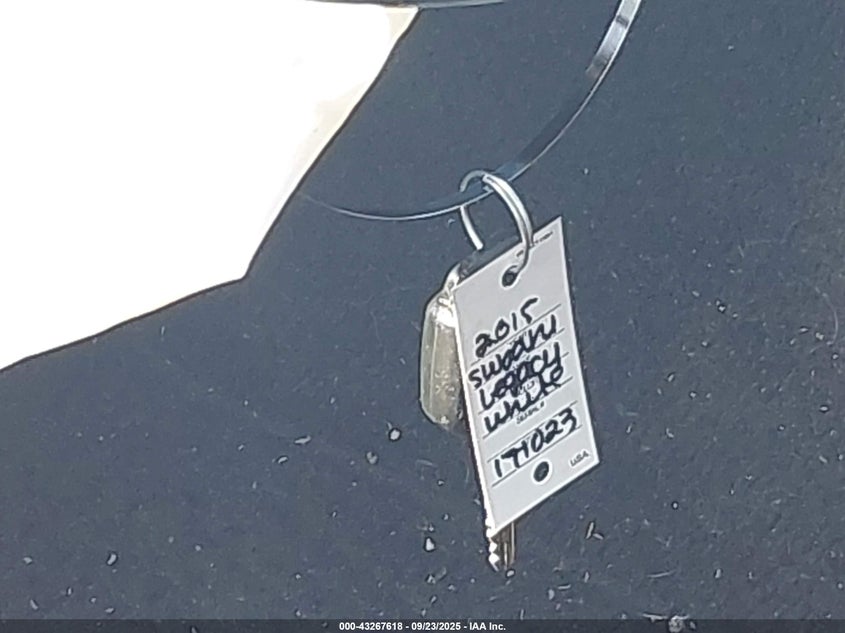 2015
Subaru
Legacy
White
171023
USA
000-43267618 - 09/23/2025 - IAA Inc.